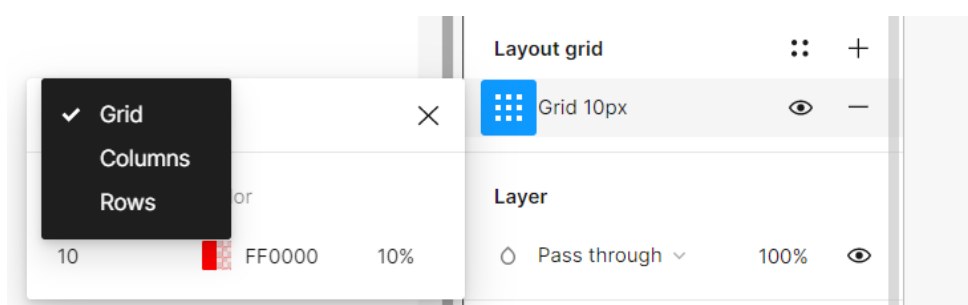 Layout grid
Grid 10px
Grid
Columns
Rows
or
10
FF0000
10%
Layer
Pass through
100%